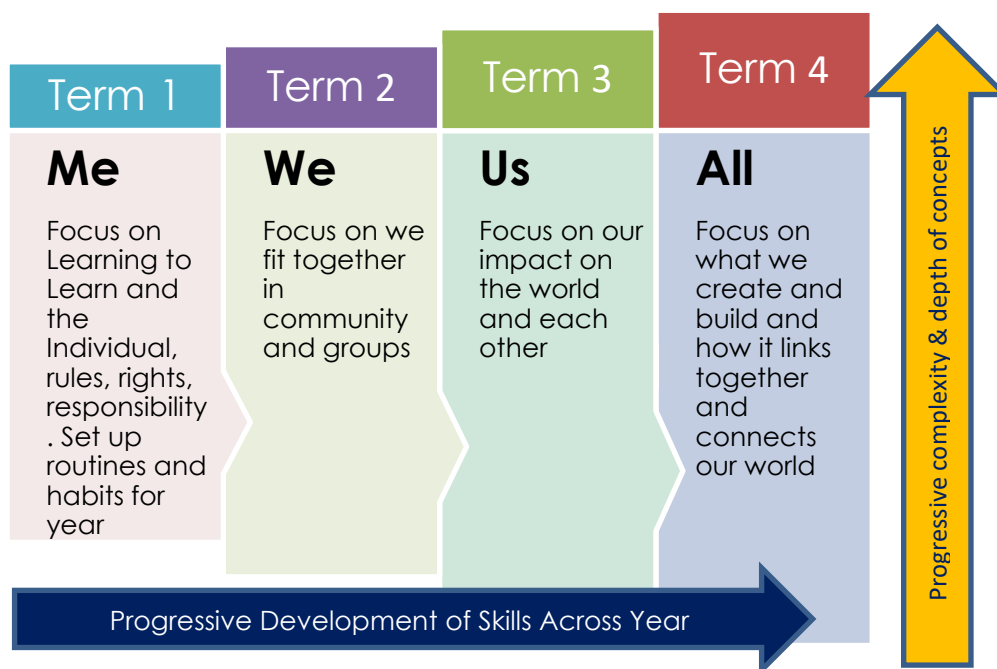 Term 1
Me
Focus on
Learning to
Learn and
the
Individual,
rules, rights,
responsibility
. Set up
routines and
habits for
year
Term 2
We
Focus on we
fit together
in
community
and groups
Term 3
Us
Focus on our
impact on
the world
and each
other
Term 4
All
Focus on
what we
create and
build and
how it links
together
and
connects
our world
Progressive Development of Skills Across Year
Progressive complexity & depth of concepts